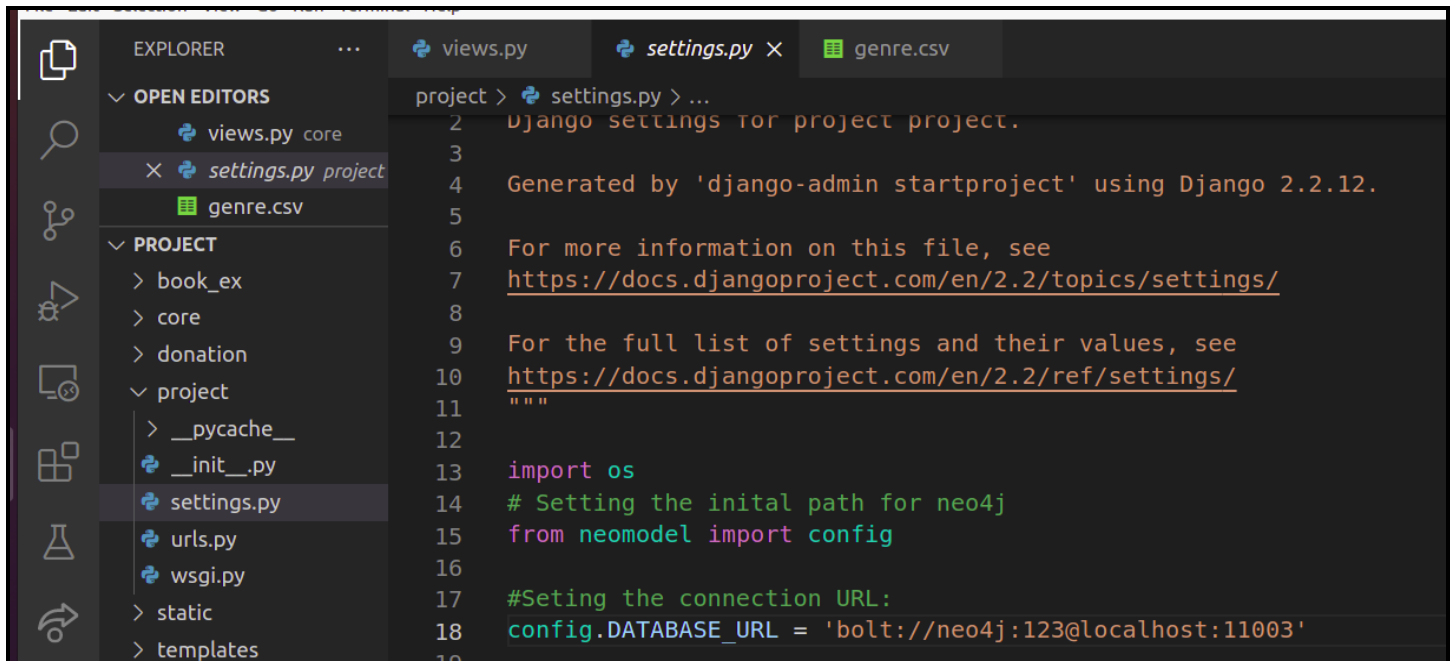 EXPLORER ...
OPEN EDITORS
views.py core
settings.py project
genre.csv
PROJECT
book_ex
core
donation
project
__pycache__
__init__.py
settings.py
urls.py
wsgi.py
static
templates
views.py
settings.py
genre.csv
project > settings.py > ...
2 Django settings for project project.
3
4 Generated by 'django-admin startproject' using Django 2.2.12.
5
6 For more information on this file, see
7 https://docs.djangoproject.com/en/2.2/topics/settings/
8
9 For the full list of settings and their values, see
10 https://docs.djangoproject.com/en/2.2/ref/settings/
11 """
12
13 import os
14 # Setting the inital path for neo4j
15 from neomodel import config
16
17 #Seting the connection URL:
18 config.DATABASE_URL = 'bolt://neo4j:123@localhost:11003'